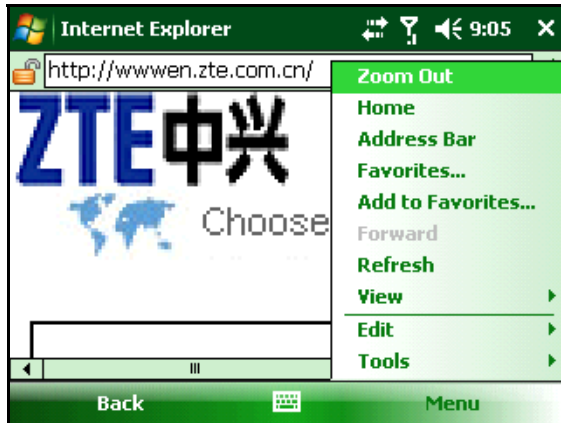 Internet Explorer 9:05
http://wwwen.zte.com.cn/
ZTE中兴
Choose
Zoom Out
Home
Address Bar
Favorites...
Add to Favorites...
Forward
Refresh
View
Edit
Tools
Back Menu